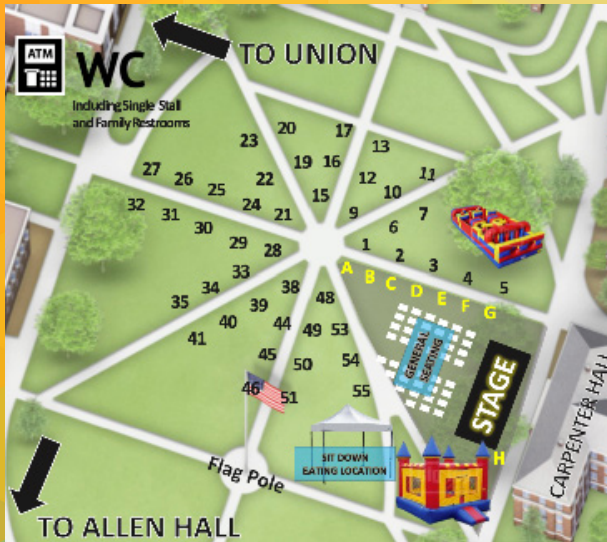 ATM
WC
Including Single Stall
and Family Restrooms
TO UNION
20
17
23
13
19
16
27
26
22
12
11
25
10
15
32
31
24
21
9
7
30
6
29
28
1
2
33
A
B
3
34
38
C
4
5
35
39
48
D
E
F
G
40
44
49
53
41
45
50
54
GENERAL
SEATING
STAGE
46
51
55
CARPENTER HALL
SIT DOWN
EATING LOCATION
H
Flag Pole
TO ALLEN HALL